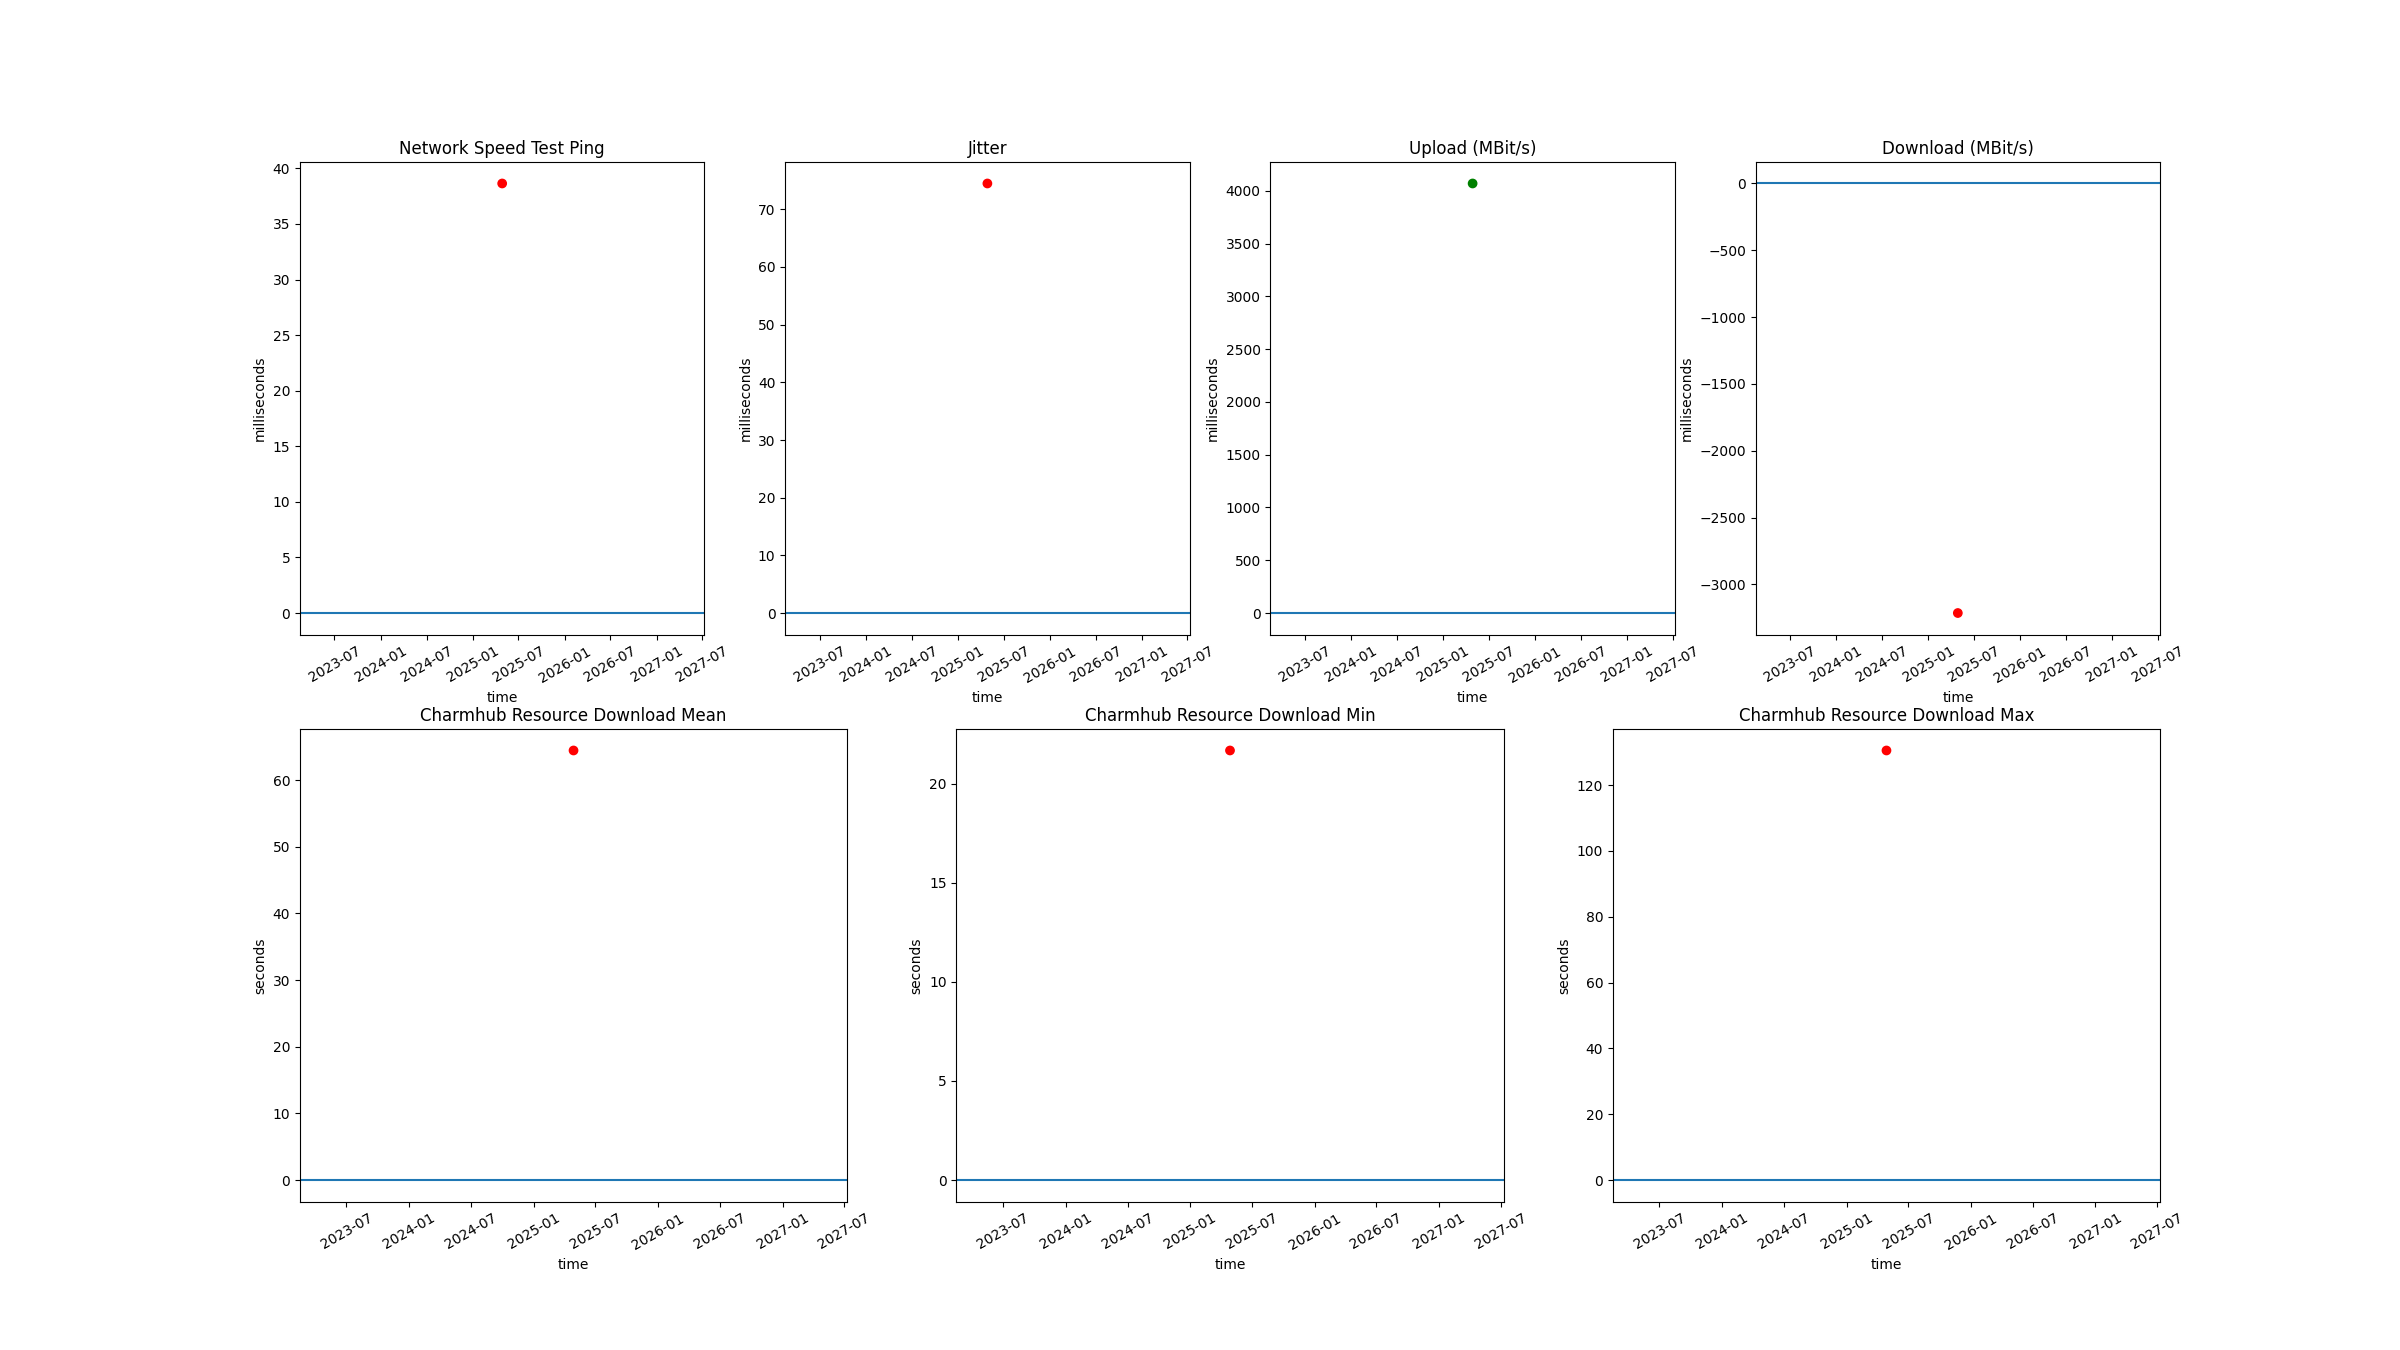 Network Speed Test Ping
40
35
30
25
20
15
10
5
0
milliseconds
2023-07 2024-01 2024-07 2025-01 2025-07 2026-01 2026-07 2027-01 2027-07
time
Jitter
70
60
50
40
30
20
10
0
milliseconds
2023-07 2024-01 2024-07 2025-01 2025-07 2026-01 2026-07 2027-01 2027-07
time
Upload (MBit/s)
4000
3500
3000
2500
2000
1500
1000
500
0
milliseconds
2023-07 2024-01 2024-07 2025-01 2025-07 2026-01 2026-07 2027-01 2027-07
time
Download (MBit/s)
0
−500
−1000
−1500
−2000
−2500
−3000
milliseconds
2023-07 2024-01 2024-07 2025-01 2025-07 2026-01 2026-07 2027-01 2027-07
time
Charmhub Resource Download Mean
60
50
40
30
20
10
0
seconds
2023-07 2024-01 2024-07 2025-01 2025-07 2026-01 2026-07 2027-01 2027-07
time
Charmhub Resource Download Min
20
15
10
5
0
seconds
2023-07 2024-01 2024-07 2025-01 2025-07 2026-01 2026-07 2027-01 2027-07
time
Charmhub Resource Download Max
120
100
80
60
40
20
0
seconds
2023-07 2024-01 2024-07 2025-01 2025-07 2026-01 2026-07 2027-01 2027-07
time